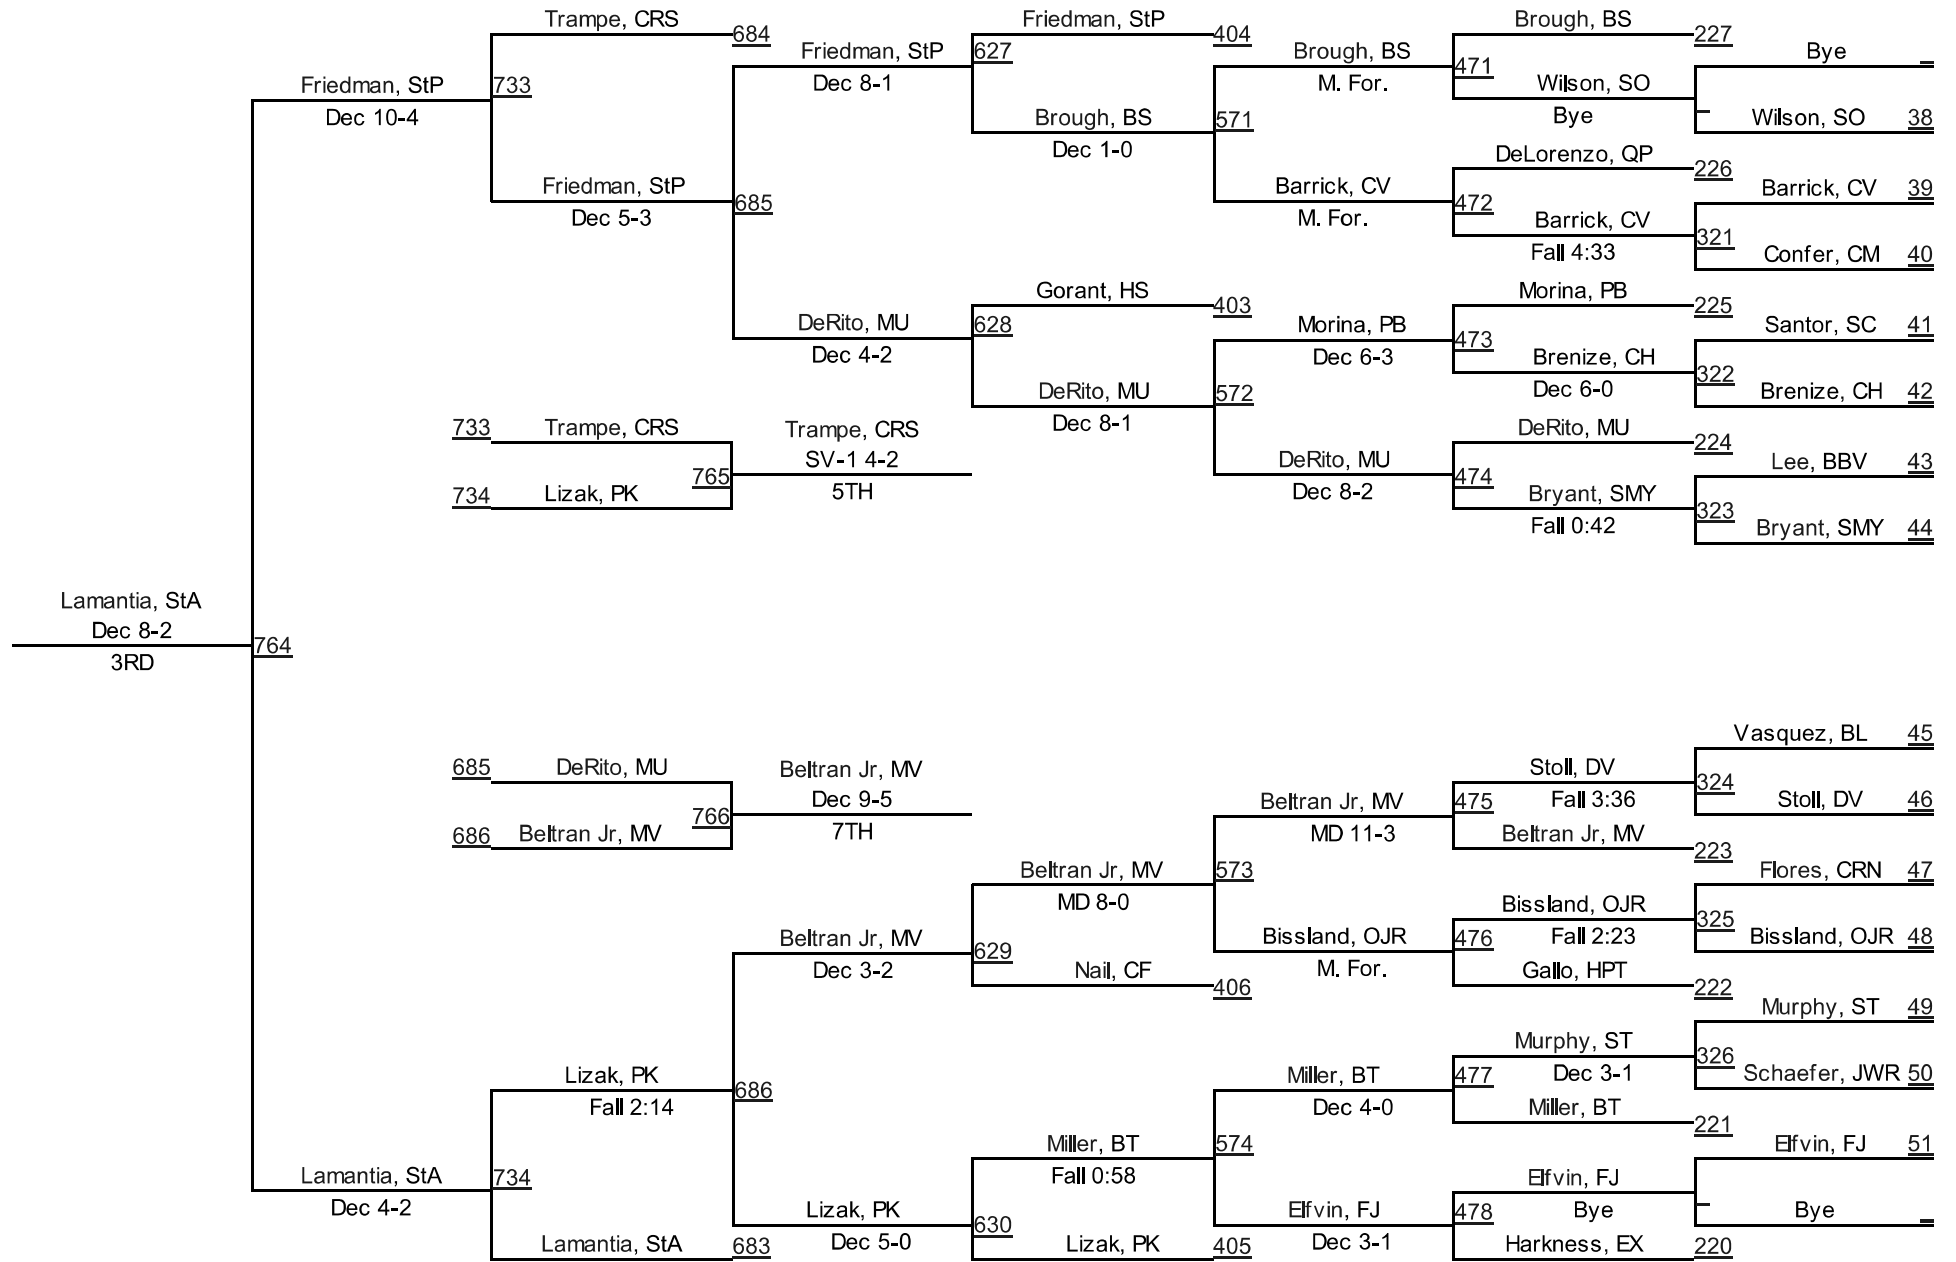 Trampe, CRS Friedman, StP Brough, BS
684 404 227
Friedman, StP 627 Brough, BS Bye
Friedman, StP 733 Dec 8-1 M. For. 471 Wilson, SO
Dec 10-4 Brough, BS 571 Bye Wilson, SO 38
Dec 1-0 DeLorenzo, QP 226
Friedman, StP 685 Barrick, CV 472 Barrick, CV 39
Dec 5-3 M. For. Barrick, CV 321
Fall 4:33 Confer, CM 40
Gorant, HS 403 Morina, PB 225
DeRito, MU 628 Morina, PB 473 Santor, SC 41
Dec 4-2 Dec 6-3 Brenize, CH 322
DeRito, MU 572 Dec 6-0 Brenize, CH 42
733 Trampe, CRS Trampe, CRS Dec 8-1 DeRito, MU 224
SV-1 4-2 DeRito, MU 474 Lee, BBV 43
734 Lizak, PK 765 5TH Dec 8-2 Bryant, SMY 323
Fall 0:42 Bryant, SMY 44
Lamantia, StA
Dec 8-2 764
3RD
Vasquez, BL 45
685 DeRito, MU Beltran Jr, MV Stoll, DV 324
Dec 9-5 Beltran Jr, MV 475 Fall 3:36 Stoll, DV 46
686 Beltran Jr, MV 766 7TH MD 11-3 Beltran Jr, MV 223
Beltran Jr, MV 573 Flores, CRN 47
MD 8-0 Bissland, OJR 325
Beltran Jr, MV 629 Bissland, OJR 476 Fall 2:23 Bissland, OJR 48
Dec 3-2 Nail, CF 406 M. For. Gallo, HPT 222
Murphy, ST 49
Lizak, PK 686 Miller, BT 477 Murphy, ST 326
Fall 2:14 Dec 4-0 Dec 3-1 Schaefer, JWR 50
Miller, BT 221
Miller, BT 574 Elfvin, FJ 51
Lamantia, StA 734 Fall 0:58 Elfvin, FJ
Dec 4-2 Lizak, PK 630 Elfvin, FJ 478 Bye Bye
Lamantia, StA 683 Dec 5-0 Lizak, PK 405 Dec 3-1 Harkness, EX 220